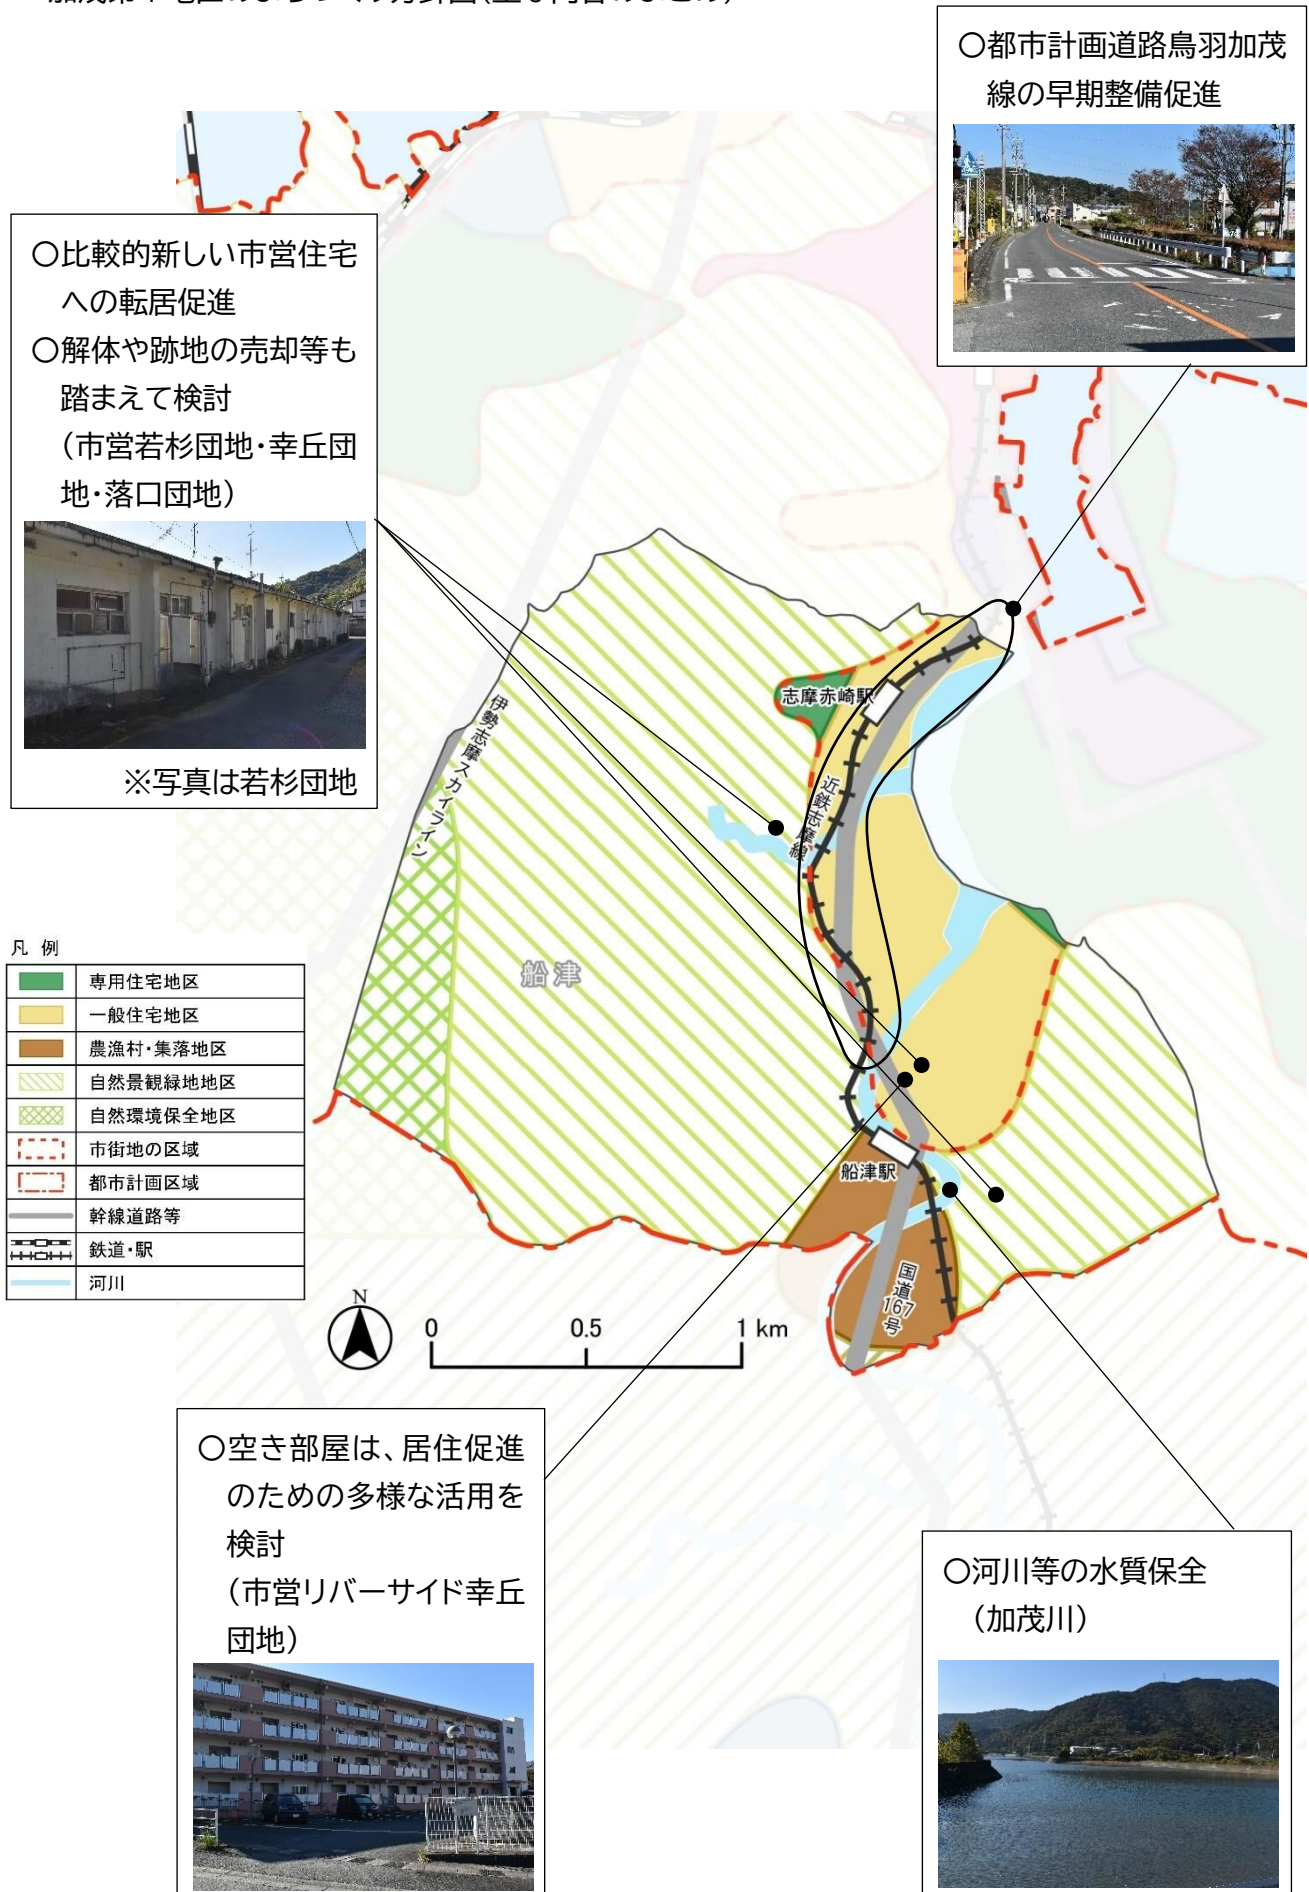 〇都市計画道路鳥羽加茂
線の早期整備促進
〇比較的新しい市営住宅
への転居促進
〇解体や跡地の売却等も
踏まえて検討
（市営若杉団地・幸丘団
地・落口団地）
※写真は若杉団地
志摩赤崎駅
伊勢志摩スカイライン
近鉄志摩線
船津
船津駅
国道
167
号
凡 例
専用住宅地区
一般住宅地区
農漁村・集落地区
自然景観緑地地区
自然環境保全地区
市街地の区域
都市計画区域
幹線道路等
鉄道・駅
河川
N
0 0.5 1 km
〇空き部屋は、居住促進
のための多様な活用を
検討
（市営リバーサイド幸丘
団地）
〇河川等の水質保全
（加茂川）